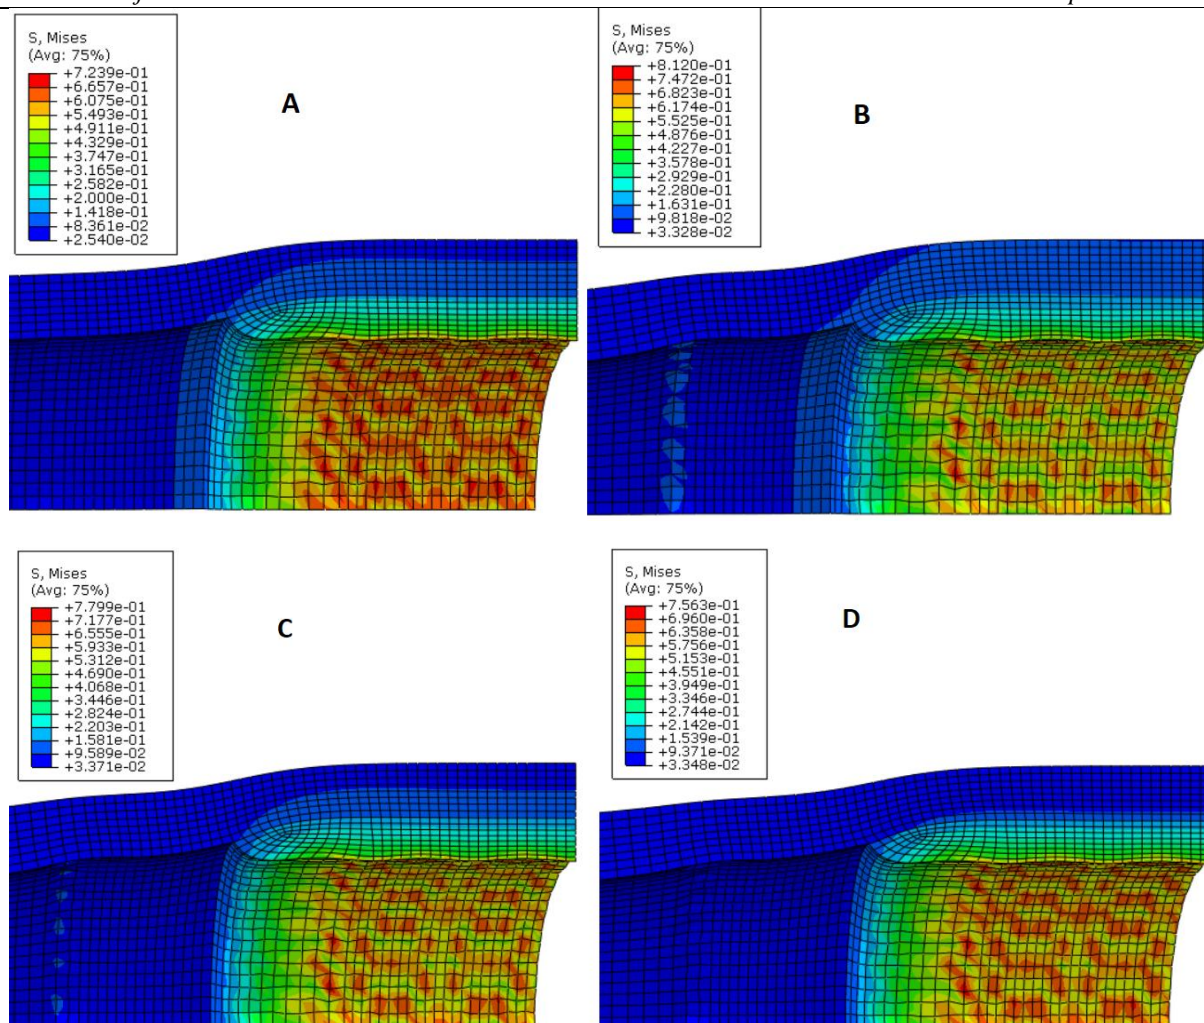 S, Mises
(Avg: 75%)
+7.239e-01
+6.657e-01
+6.075e-01
+5.493e-01
+4.911e-01
+4.329e-01
+3.747e-01
+3.165e-01
+2.582e-01
+2.000e-01
+1.418e-01
+8.361e-02
+2.540e-02
A
S, Mises
(Avg: 75%)
+8.120e-01
+7.472e-01
+6.823e-01
+6.174e-01
+5.525e-01
+4.876e-01
+4.227e-01
+3.578e-01
+2.929e-01
+2.280e-01
+1.631e-01
+9.818e-02
+3.328e-02
B
S, Mises
(Avg: 75%)
+7.799e-01
+7.177e-01
+6.555e-01
+5.933e-01
+5.312e-01
+4.690e-01
+4.068e-01
+3.446e-01
+2.824e-01
+2.203e-01
+1.581e-01
+9.589e-02
+3.371e-02
C
S, Mises
(Avg: 75%)
+7.563e-01
+6.960e-01
+6.358e-01
+5.756e-01
+5.153e-01
+4.551e-01
+3.949e-01
+3.346e-01
+2.744e-01
+2.142e-01
+1.539e-01
+9.371e-02
+3.348e-02
D